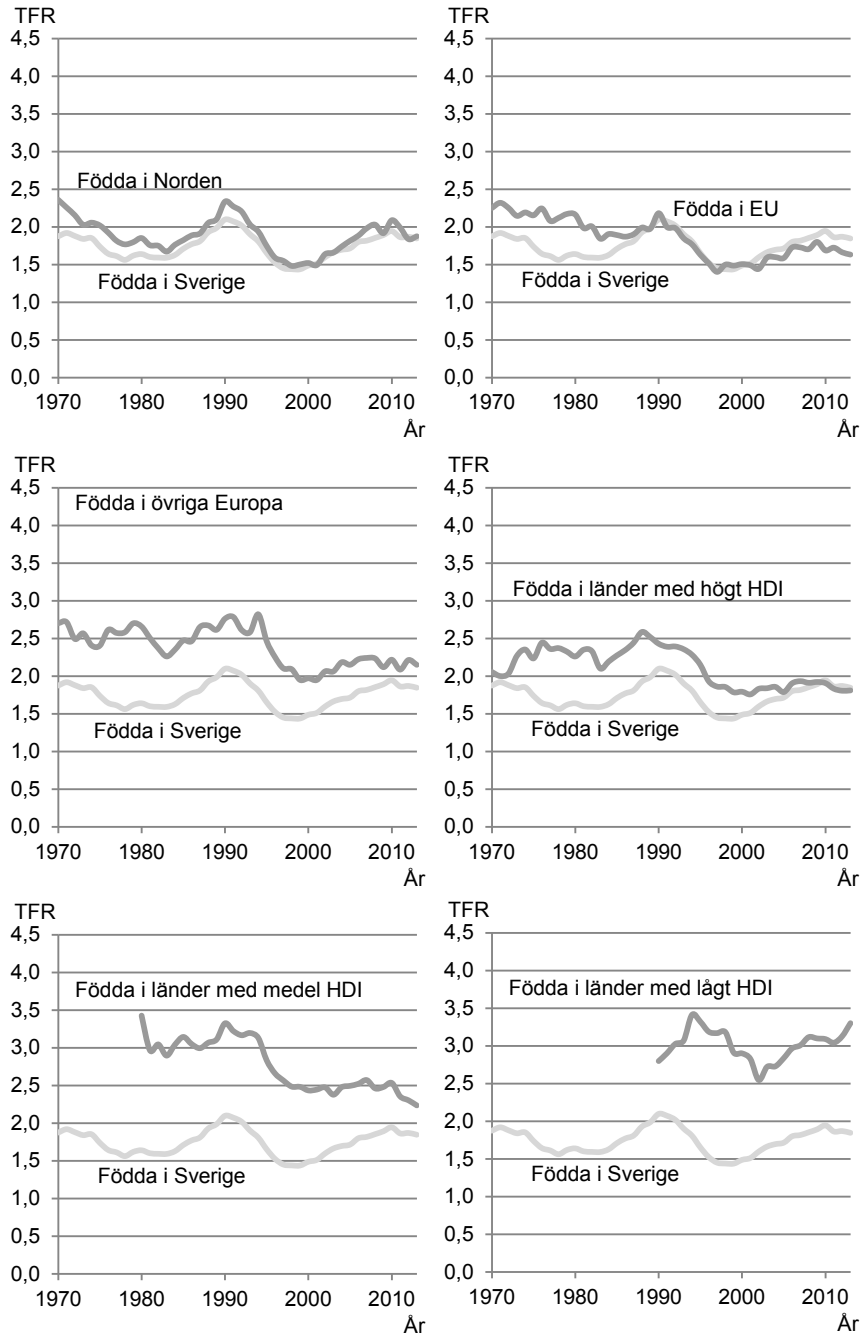 TFR
4,5
4,0
3,5
3,0
2,5
2,0
1,5
1,0
0,5
0,0
Födda i Norden
Födda i Sverige
1970 1980 1990 2000 2010
År
TFR
4,5
4,0
3,5
3,0
2,5
2,0
1,5
1,0
0,5
0,0
Födda i EU
Födda i Sverige
1970 1980 1990 2000 2010
År
TFR
4,5
4,0
3,5
3,0
2,5
2,0
1,5
1,0
0,5
0,0
Födda i övriga Europa
Födda i Sverige
1970 1980 1990 2000 2010
År
TFR
4,5
4,0
3,5
3,0
2,5
2,0
1,5
1,0
0,5
0,0
Födda i länder med högt HDI
Födda i Sverige
1970 1980 1990 2000 2010
År
TFR
4,5
4,0
3,5
3,0
2,5
2,0
1,5
1,0
0,5
0,0
Födda i länder med medel HDI
Födda i Sverige
1970 1980 1990 2000 2010
År
TFR
4,5
4,0
3,5
3,0
2,5
2,0
1,5
1,0
0,5
0,0
Födda i länder med lågt HDI
Födda i Sverige
1970 1980 1990 2000 2010
År